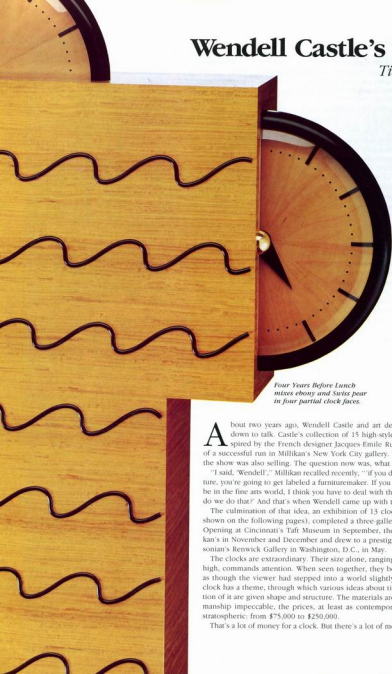 Wendell Castle's
Ti
Four Years Before Lunch
mixes ebony and Swiss pear
in four partial clock faces.
About two years ago, Wendell Castle and art de
down to talk. Castle's collection of 15 high-style
spired by the French designer Jacques-Emile Ru
of a successful run in Millikan's New York City gallery.
the show was also selling. The question now was, what
"I said, 'Wendell'," Millikan recalled recently, "'if you d
ture, you're going to get labeled a furnituremaker. If you
be in the fine arts world, I think you have to deal with th
do we do that?' And that's when Wendell came up with t
The culmination of that idea, an exhibition of 13 cloc
shown on the following pages), completed a three-galle
Opening at Cincinnati's Taft Museum in September, the
kan's in November and December and drew to a prestig
sonian's Renwick Gallery in Washington, D.C., in May.
The clocks are extraordinary. Their size alone, ranging
high, commands attention. When seen together, they be
as though the viewer had stepped into a world slightly
clock has a theme, through which various ideas about ti
tion of it are given shape and structure. The materials are
manship impeccable, the prices, at least as contempor
stratospheric: from $75,000 to $250,000.
That's a lot of money for a clock. But there's a lot of mo